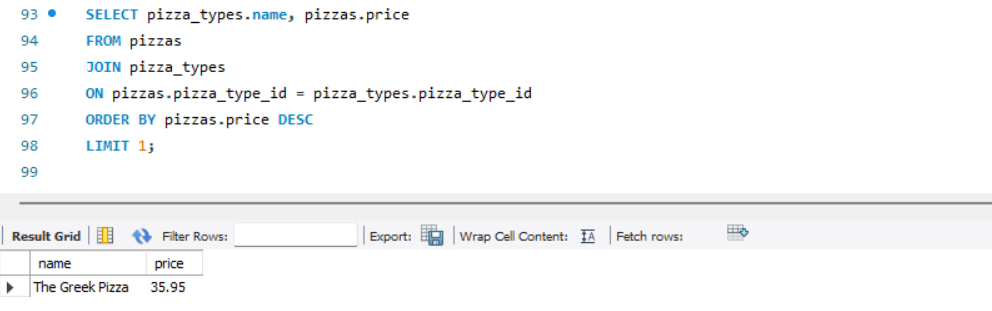 93 SELECT pizza_types.name, pizzas.price
94 FROM pizzas
95 JOIN pizza_types
96 ON pizzas.pizza_type_id = pizza_types.pizza_type_id
97 ORDER BY pizzas.price DESC
98 LIMIT 1;
99
Result Grid Filter Rows: Export: Wrap Cell Content: IA Fetch rows:
name price
The Greek Pizza 35.95